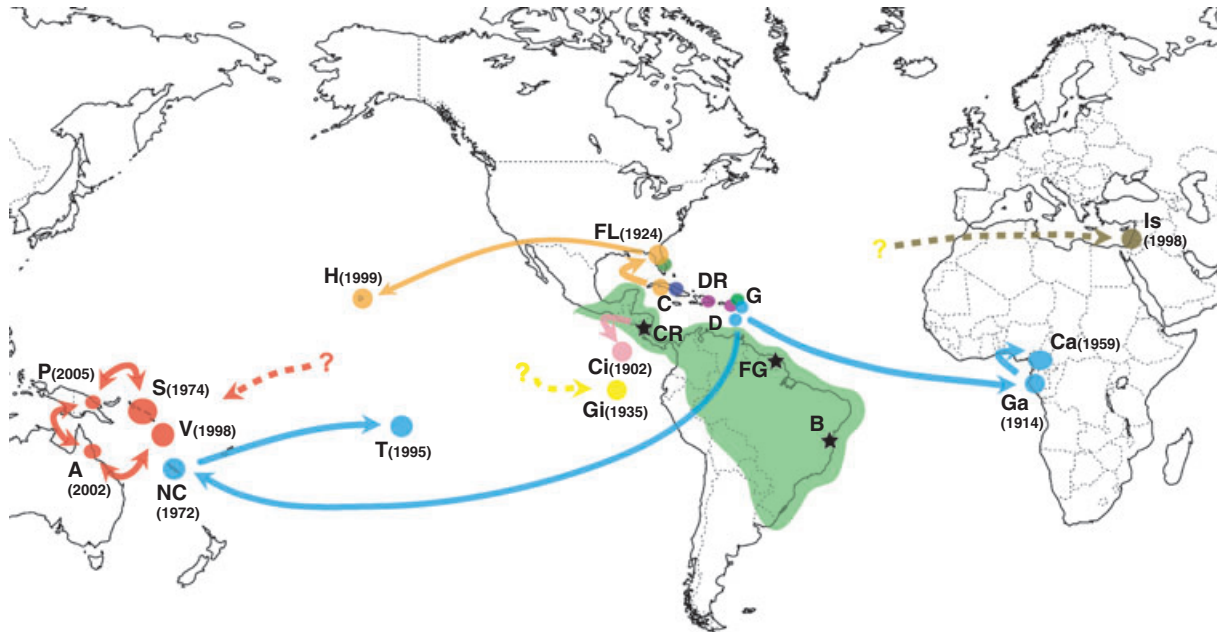 FL(1924)
Is
(1998)
?
H(1999)
DR
G
C
D
CR
Ca(1959)
P(2005)
?
S(1974)
?
Ci(1902)
FG
Gi(1935)
Ga
(1914)
V(1998)
T(1995)
B
A
(2002)
NC
(1972)